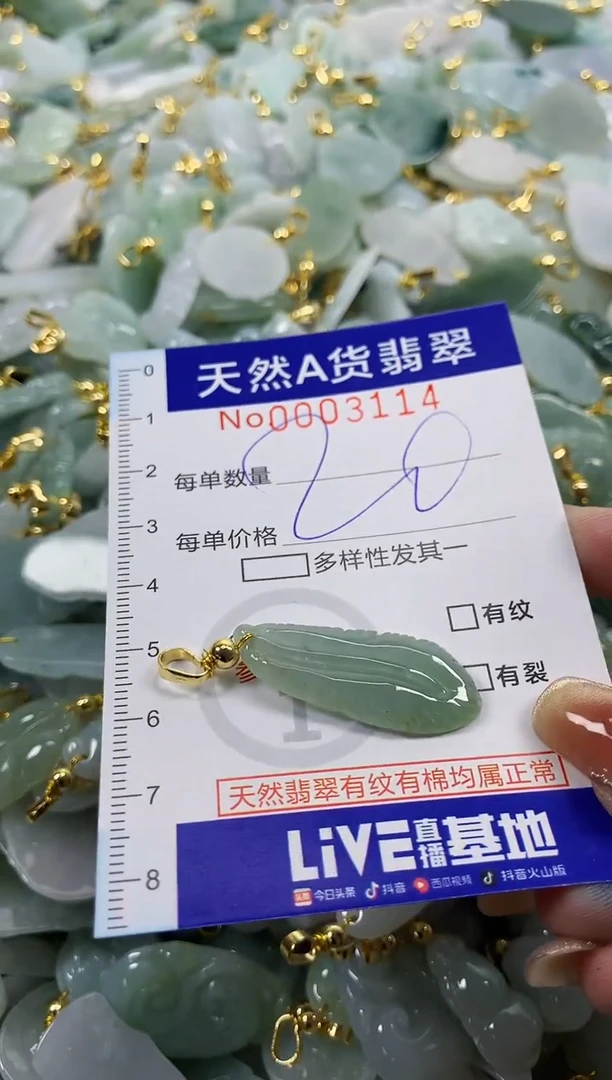 天然A货翡翠
No0003114
每单数量
20
每单价格
多样性发其一
有纹
有裂
天然翡翠有纹有棉均属正常
LiVE直播基地
今日头条 抖音 西瓜视频 抖音火山版
0
1
2
3
4
5
6
7
8